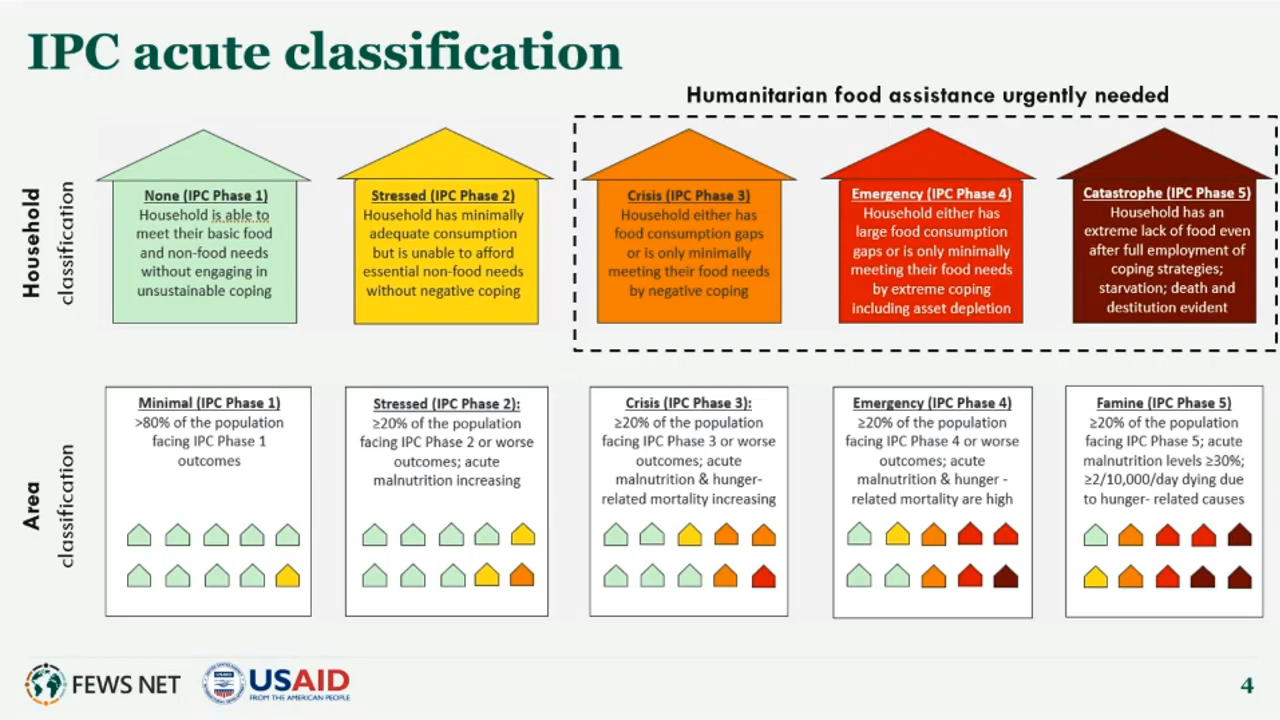 IPC acute classification
Humanitarian food assistance urgently needed
Household
classification
None (IPC Phase 1)
Household is able to
meet their basic food
and non-food needs
without engaging in
unsustainable coping
Stressed (IPC Phase 2)
Household has minimally
adequate consumption
but is unable to afford
essential non-food needs
without negative coping
Crisis (IPC Phase 3)
Household either has
food consumption gaps
or is only minimally
meeting their food needs
by negative coping
Emergency (IPC Phase 4)
Household either has
large food consumption
gaps or is only minimally
meeting their food needs
by extreme coping
including asset depletion
Catastrophe (IPC Phase 5)
Household has an
extreme lack of food even
after full employment of
coping strategies;
starvation; death and
destitution evident
Area
classification
Minimal (IPC Phase 1)
>80% of the population
facing IPC Phase 1
outcomes
Stressed (IPC Phase 2):
≥20% of the population
facing IPC Phase 2 or worse
outcomes; acute
malnutrition increasing
Crisis (IPC Phase 3):
≥20% of the population
facing IPC Phase 3 or worse
outcomes; acute
malnutrition & hunger-
related mortality increasing
Emergency (IPC Phase 4)
≥20% of the population
facing IPC Phase 4 or worse
outcomes; acute
malnutrition & hunger -
related mortality are high
Famine (IPC Phase 5)
≥20% of the population
facing IPC Phase 5; acute
malnutrition levels ≥30%;
≥2/10,000/day dying due
to hunger- related causes
FEWS NET
USAID
FROM THE AMERICAN PEOPLE
4